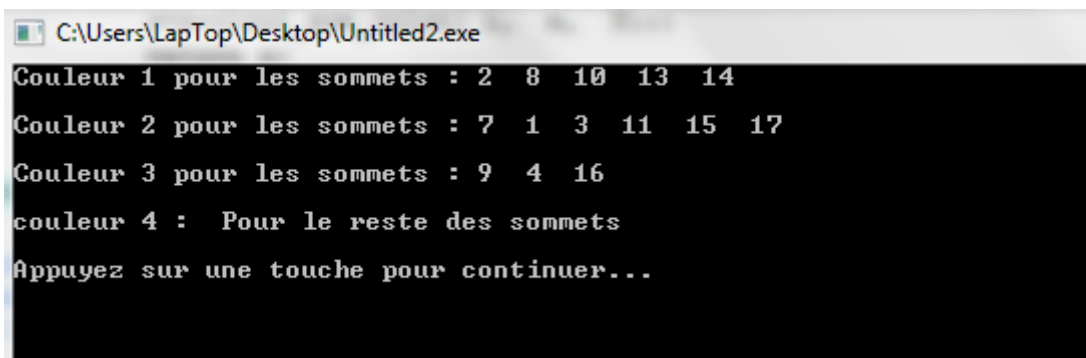 C:\Users\LapTop\Desktop\Untitled2.exe
Couleur 1 pour les sommets : 2 8 10 13 14
Couleur 2 pour les sommets : 7 1 3 11 15 17
Couleur 3 pour les sommets : 9 4 16
couleur 4 : Pour le reste des sommets
Appuyez sur une touche pour continuer...